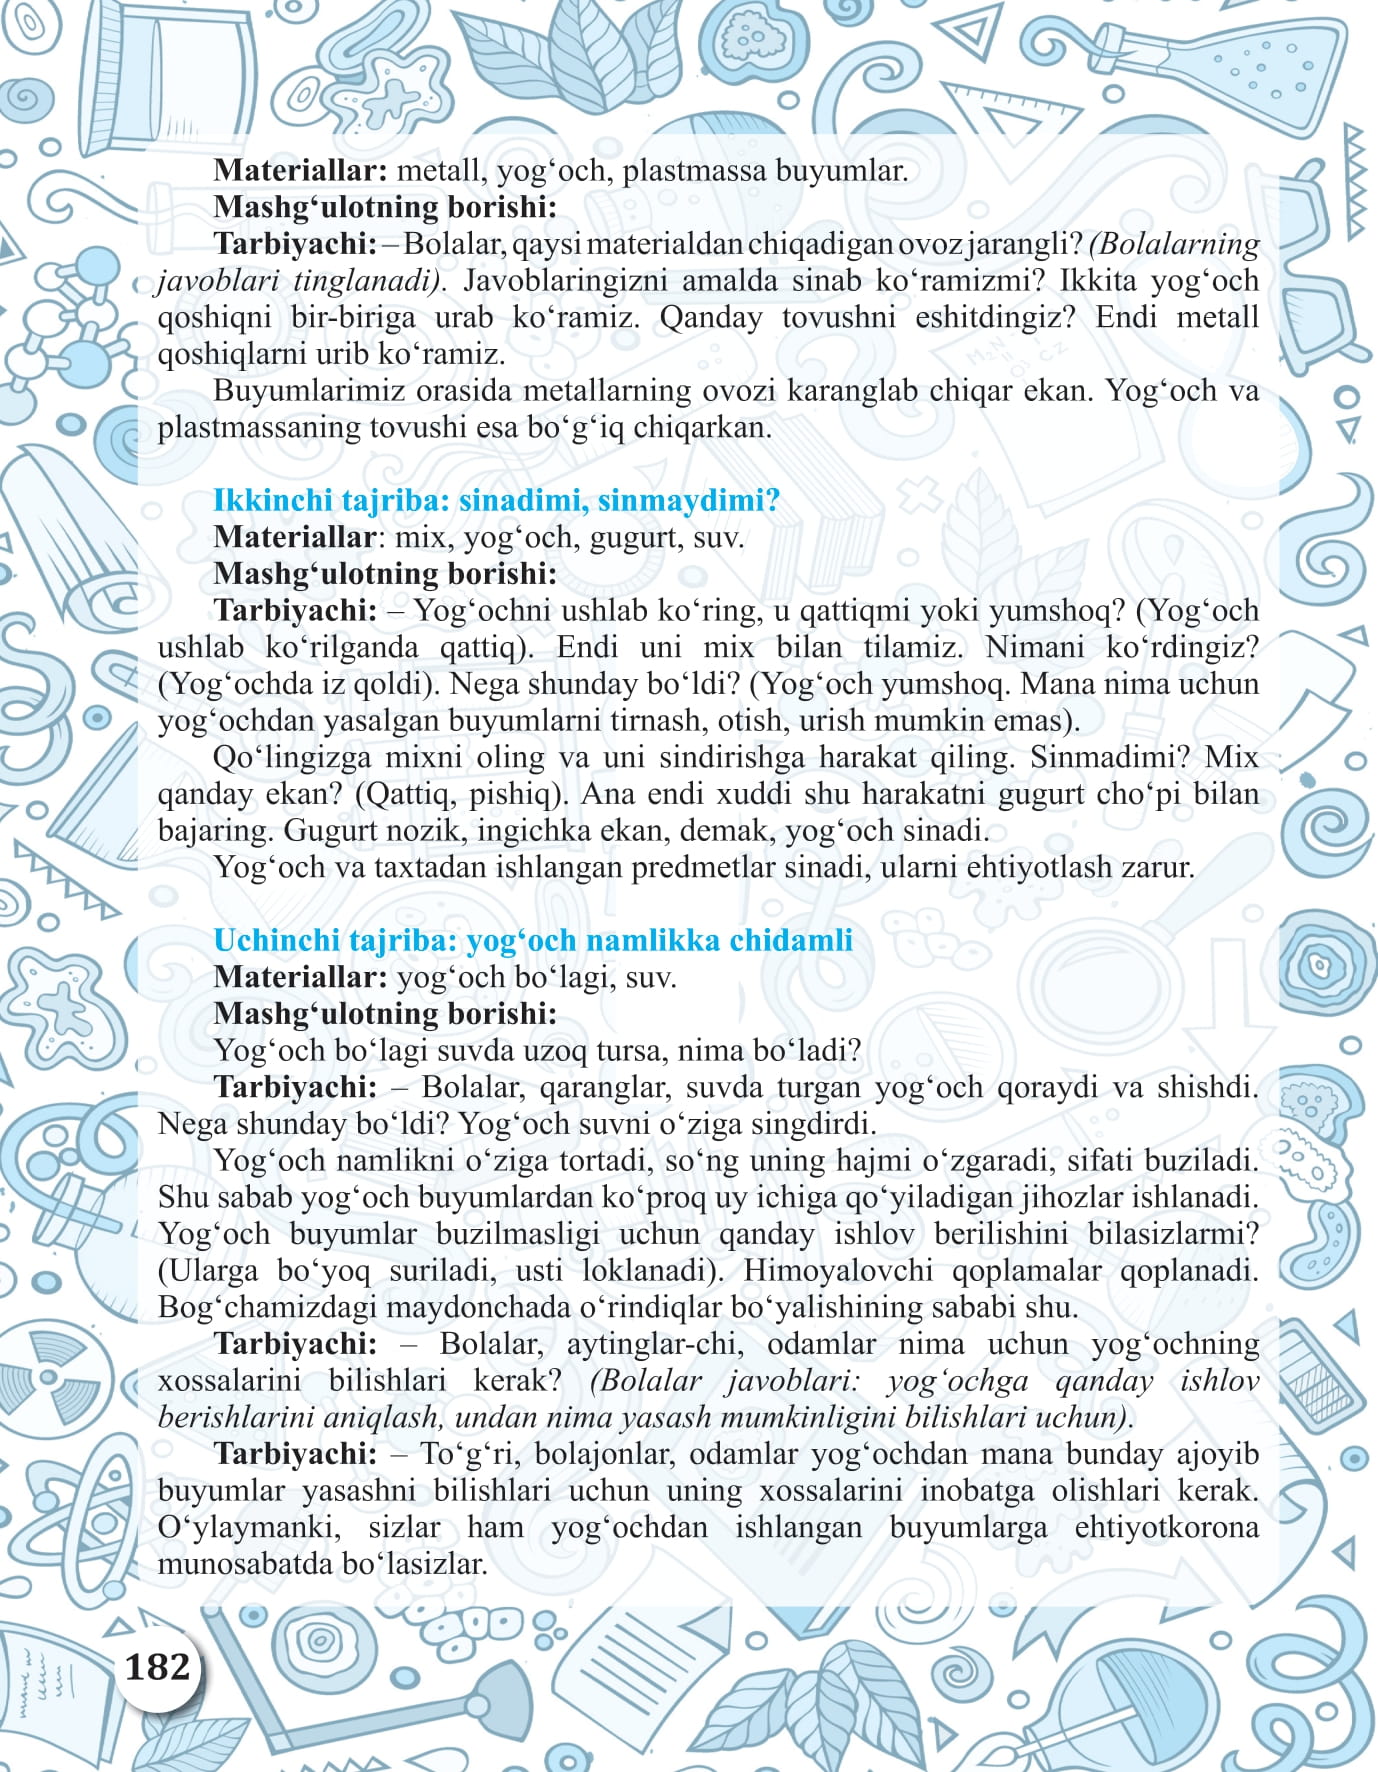 Materiallar: metall, yog‘och, plastmassa buyumlar.
Mashg‘ulotning borishi:
Tarbiyachi: – Bolalar, qaysi materialdan chiqadigan ovoz jarangli? (Bolalarning
javoblari tinglanadi). Javoblaringizni amalda sinab ko‘ramizmi? Ikkita yog‘och
qoshiqni bir-biriga urab ko‘ramiz. Qanday tovushni eshitdingiz? Endi metall
qoshiqlarni urib ko‘ramiz.
Buyumlarimiz orasida metallarning ovozi karanglab chiqar ekan. Yog‘och va
plastmassaning tovushi esa bo‘g‘iq chiqarkan.
Ikkinchi tajriba: sinadimi, sinmaydimi?
Materiallar: mix, yog‘och, gugurt, suv.
Mashg‘ulotning borishi:
Tarbiyachi: – Yog‘ochni ushlab ko‘ring, u qattiqmi yoki yumshoq? (Yog‘och
ushlab ko‘rilganda qattiq). Endi uni mix bilan tilamiz. Nimani ko‘rdingiz?
(Yog‘ochda iz qoldi). Nega shunday bo‘ldi? (Yog‘och yumshoq. Mana nima uchun
yog‘ochdan yasalgan buyumlarni tirnash, otish, urish mumkin emas).
Qo‘lingizga mixni oling va uni sindirishga harakat qiling. Sinmadimi? Mix
qanday ekan? (Qattiq, pishiq). Ana endi xuddi shu harakatni gugurt cho‘pi bilan
bajaring. Gugurt nozik, ingichka ekan, demak, yog‘och sinadi.
Yog‘och va taxtadan ishlangan predmetlar sinadi, ularni ehtiyotlash zarur.
Uchinchi tajriba: yog‘och namlikka chidamli
Materiallar: yog‘och bo‘lagi, suv.
Mashg‘ulotning borishi:
Yog‘och bo‘lagi suvda uzoq tursa, nima bo‘ladi?
Tarbiyachi: – Bolalar, qaranglar, suvda turgan yog‘och qoraydi va shishdi.
Nega shunday bo‘ldi? Yog‘och suvni o‘ziga singdirdi.
Yog‘och namlikni o‘ziga tortadi, so‘ng uning hajmi o‘zgaradi, sifati buziladi.
Shu sabab yog‘och buyumlardan ko‘proq uy ichiga qo‘yiladigan jihozlar ishlanadi.
Yog‘och buyumlar buzilmasligi uchun qanday ishlov berilishini bilasizlarmi?
(Ularga bo‘yoq suriladi, usti loklanadi). Himoyalovchi qoplamalar qoplanadi.
Bog‘chamizdagi maydonchada o‘rindiqlar bo‘yalishining sababi shu.
Tarbiyachi: – Bolalar, aytinglar-chi, odamlar nima uchun yog‘ochning
xossalarini bilishlari kerak? (Bolalar javoblari: yog‘ochga qanday ishlov
berishlarini aniqlash, undan nima yasash mumkinligini bilishlari uchun).
Tarbiyachi: – To‘g‘ri, bolajonlar, odamlar yog‘ochdan mana bunday ajoyib
buyumlar yasashni bilishlari uchun uning xossalarini inobatga olishlari kerak.
O‘ylaymanki, sizlar ham yog‘ochdan ishlangan buyumlarga ehtiyotkorona
munosabatda bo‘lasizlar.
182